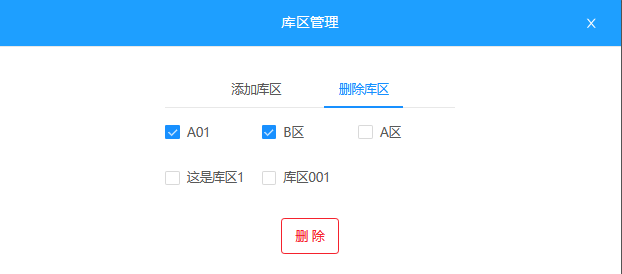 库区管理 X
添加库区 删除库区
A01 B区 A区
这是库区1 库区001
删 除